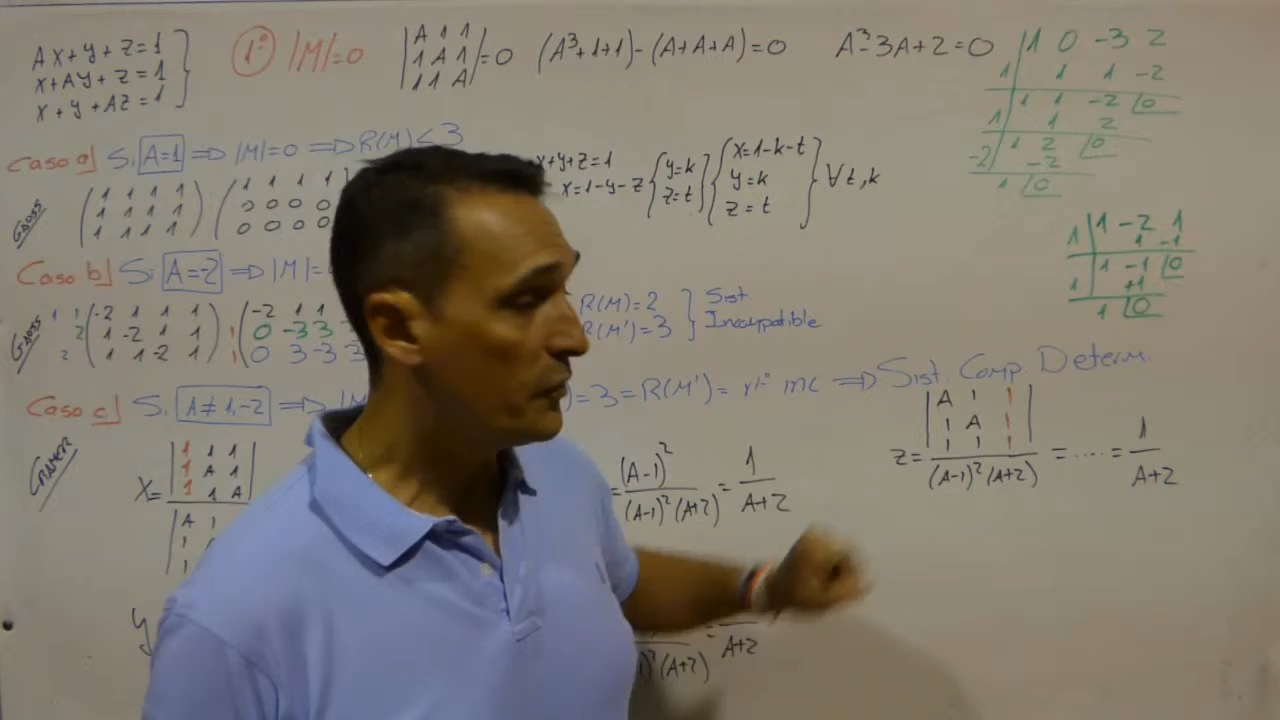 AX+y+z=1
x+Ay+z=1
x+y+Az=1
1º |M|=0
A 1 1
1 A 1
1 1 A
=0 (A³+1+1)-(A+A+A)=0 A³-3A+2=0
1 0 -3 2
1 1 1 -2
1 1 -2 0
1 1 2
1 2 0
-2 -2
1 0
Caso a] Si A=1 ⇒ |M|=0 ⇒ R(M)<3
GAUSS
1 1 1 1
1 1 1 1
1 1 1 1
1 1 1 1
0 0 0 0
0 0 0
x+y+z=1
x=1-y-z
y=k
z=t
x=1-k-t
y=k
z=t
∀t,k
1 -2 1
1 1 -1
1 -1 0
1 +1
1 0
Caso b] Si A=-2 ⇒ |M|=
GAUSS
1 1 -2 1 1 1
2 1 -2 1 1
2 1 1 -2 1
-2 1 1
0 -3 3
0 3 -3 3
R(M)=2
R(M')=3
Sist. Incompatible
Caso c] Si A≠1,-2 ⇒ |M =3=R(M')= nº inc ⇒ Sist. Comp Determ.
CRAMER
X=
1 1 1
1 A 1
1 1 A
A 1
1
1
=(A-1)²/(A-1)²(A+2)=1/A+2
z=
A 1 1
1 A 1
1 1 1
(A-1)²(A+2)
=....=1/A+2
y
(A+2)
=
A+2